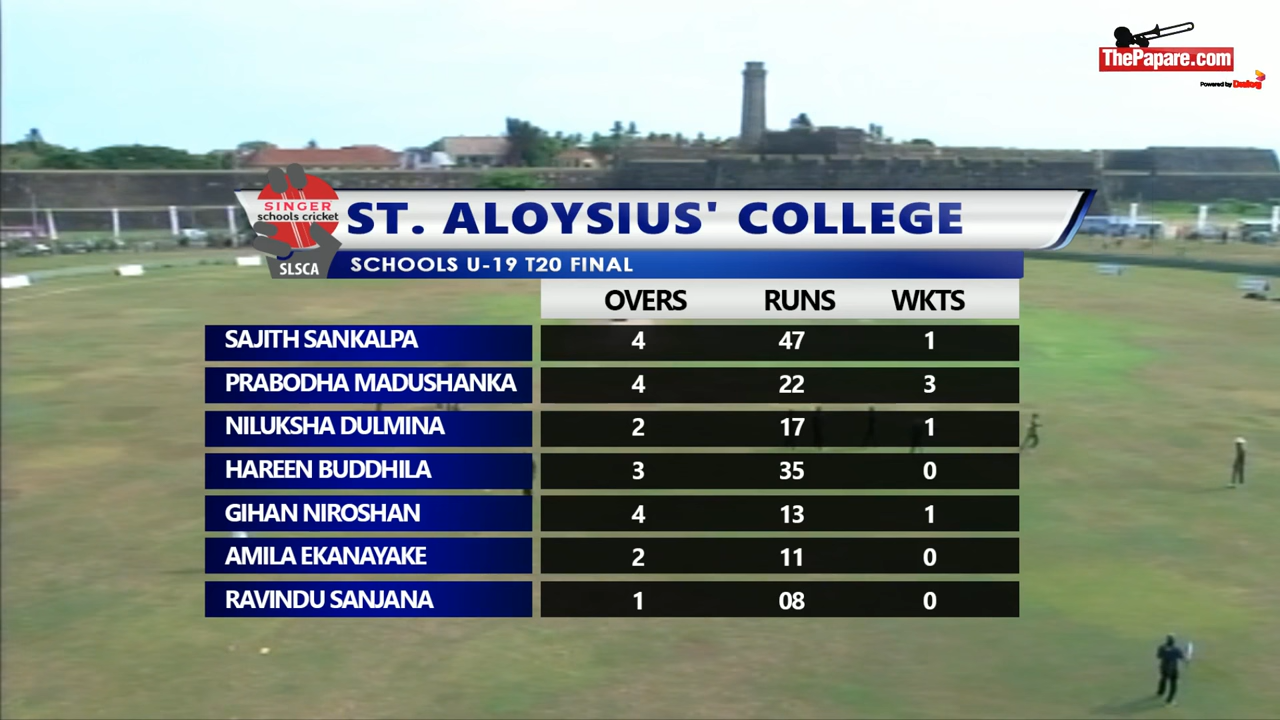 ThePapare.com
Powered by Dialog
SINGER
schools cricket
SLSCA
ST. ALOYSIUS' COLLEGE
SCHOOLS U-19 T20 FINAL
OVERS RUNS WKTS
SAJITH SANKALPA 4 47 1
PRABODHA MADUSHANKA 4 22 3
NILUKSHA DULMINA 2 17 1
HAREEN BUDDHILA 3 35 0
GIHAN NIROSHAN 4 13 1
AMILA EKANAYAKE 2 11 0
RAVINDU SANJANA 1 08 0